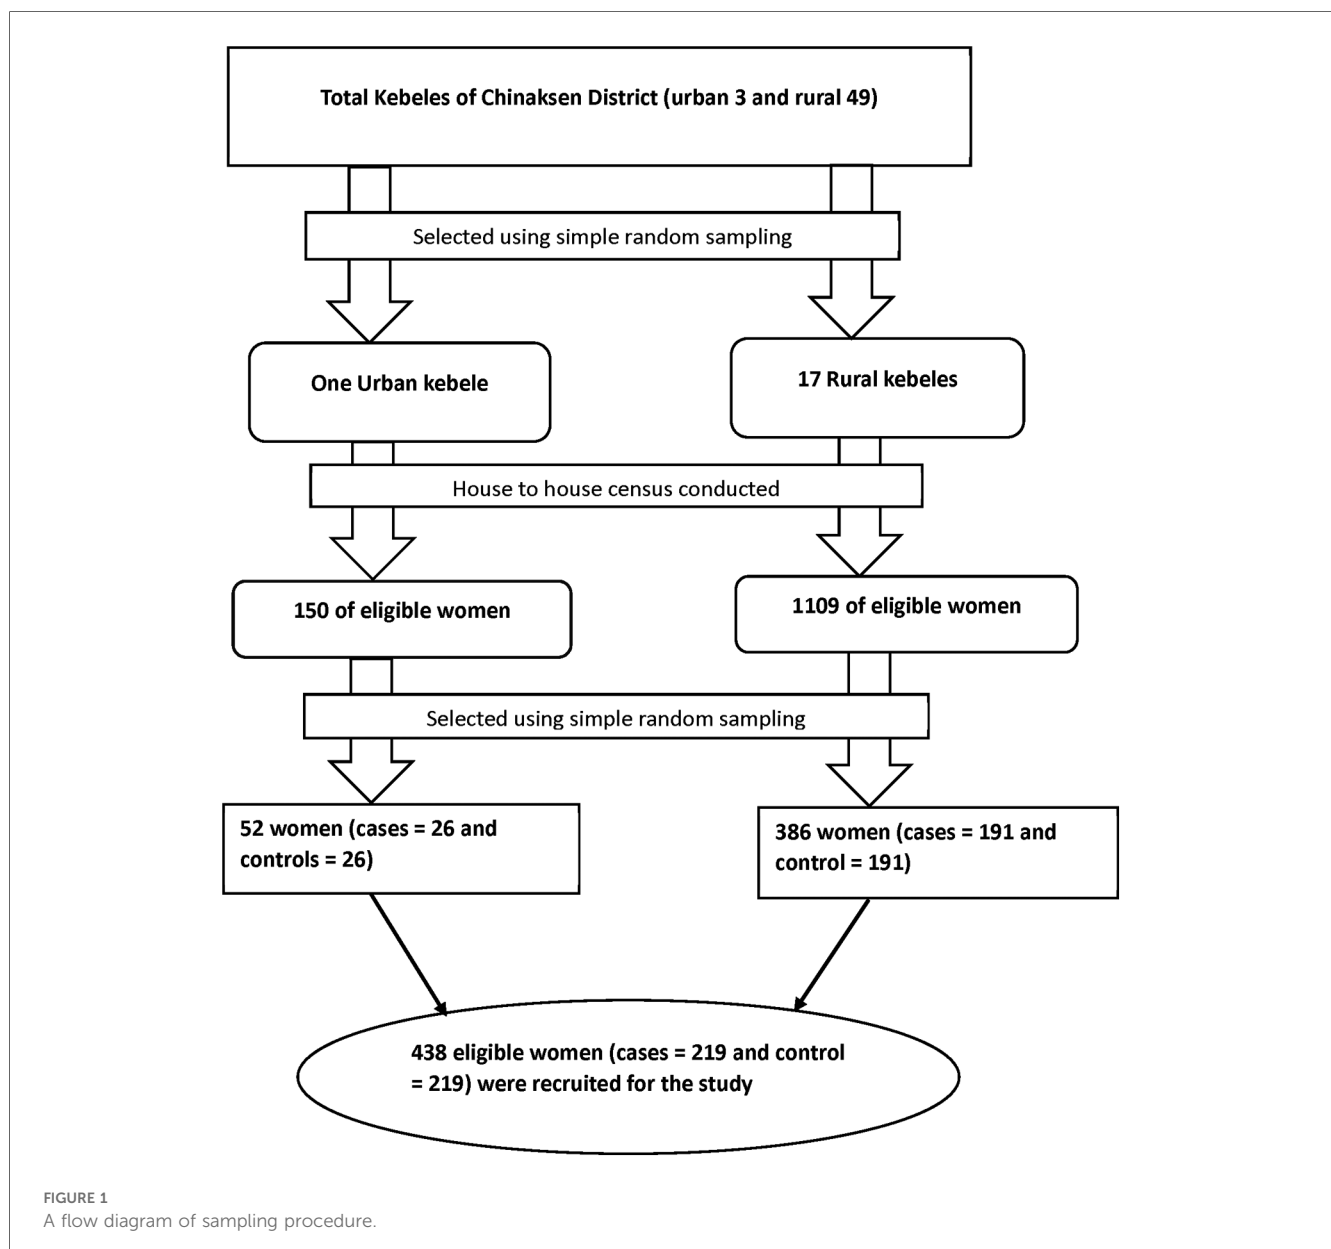 Total Kebeles of Chinaksen District (urban 3 and rural 49)
Selected using simple random sampling
One Urban kebele
17 Rural kebeles
House to house census conducted
150 of eligible women
1109 of eligible women
Selected using simple random sampling
52 women (cases = 26 and
controls = 26)
386 women (cases = 191 and
control = 191)
438 eligible women (cases = 219 and control
= 219) were recruited for the study
FIGURE 1
A flow diagram of sampling procedure.